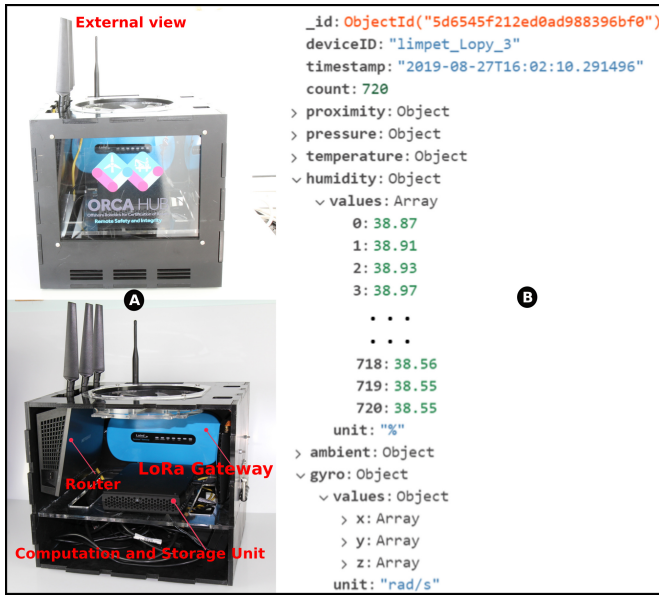 External view
ORCA HUB
Remote Safety and Integrity
A
LoRa Gateway
Router
Computation and Storage Unit
_id: ObjectId("5d6545f212ed0ad988396bf0")
deviceID: "limpet_Lopy_3"
timestamp: "2019-08-27T16:02:10.291496"
count: 720
> proximity: Object
> pressure: Object
> temperature: Object
∨ humidity: Object
∨ values: Array
0: 38.87
1: 38.91
2: 38.93
3: 38.97
. . .
. . .
718: 38.56
719: 38.55
720: 38.55
unit: "%"
> ambient: Object
∨ gyro: Object
∨ values: Object
> x: Array
> y: Array
> z: Array
unit: "rad/s"
B